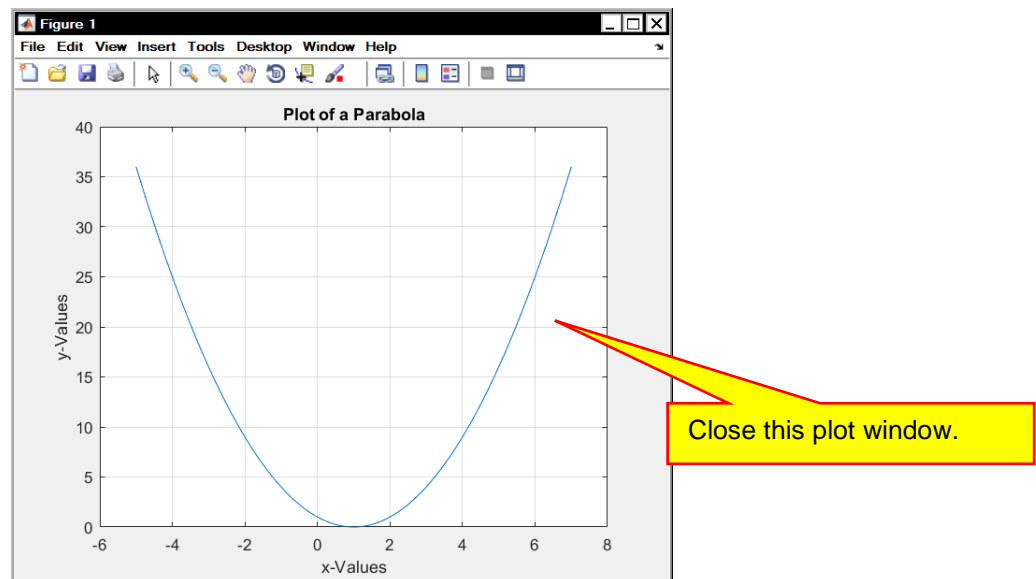 Figure 1
File Edit View Insert Tools Desktop Window Help
Plot of a Parabola
40
35
30
25
20
15
10
5
0
y-Values
-6 -4 -2 0 2 4 6 8
x-Values
Close this plot window.